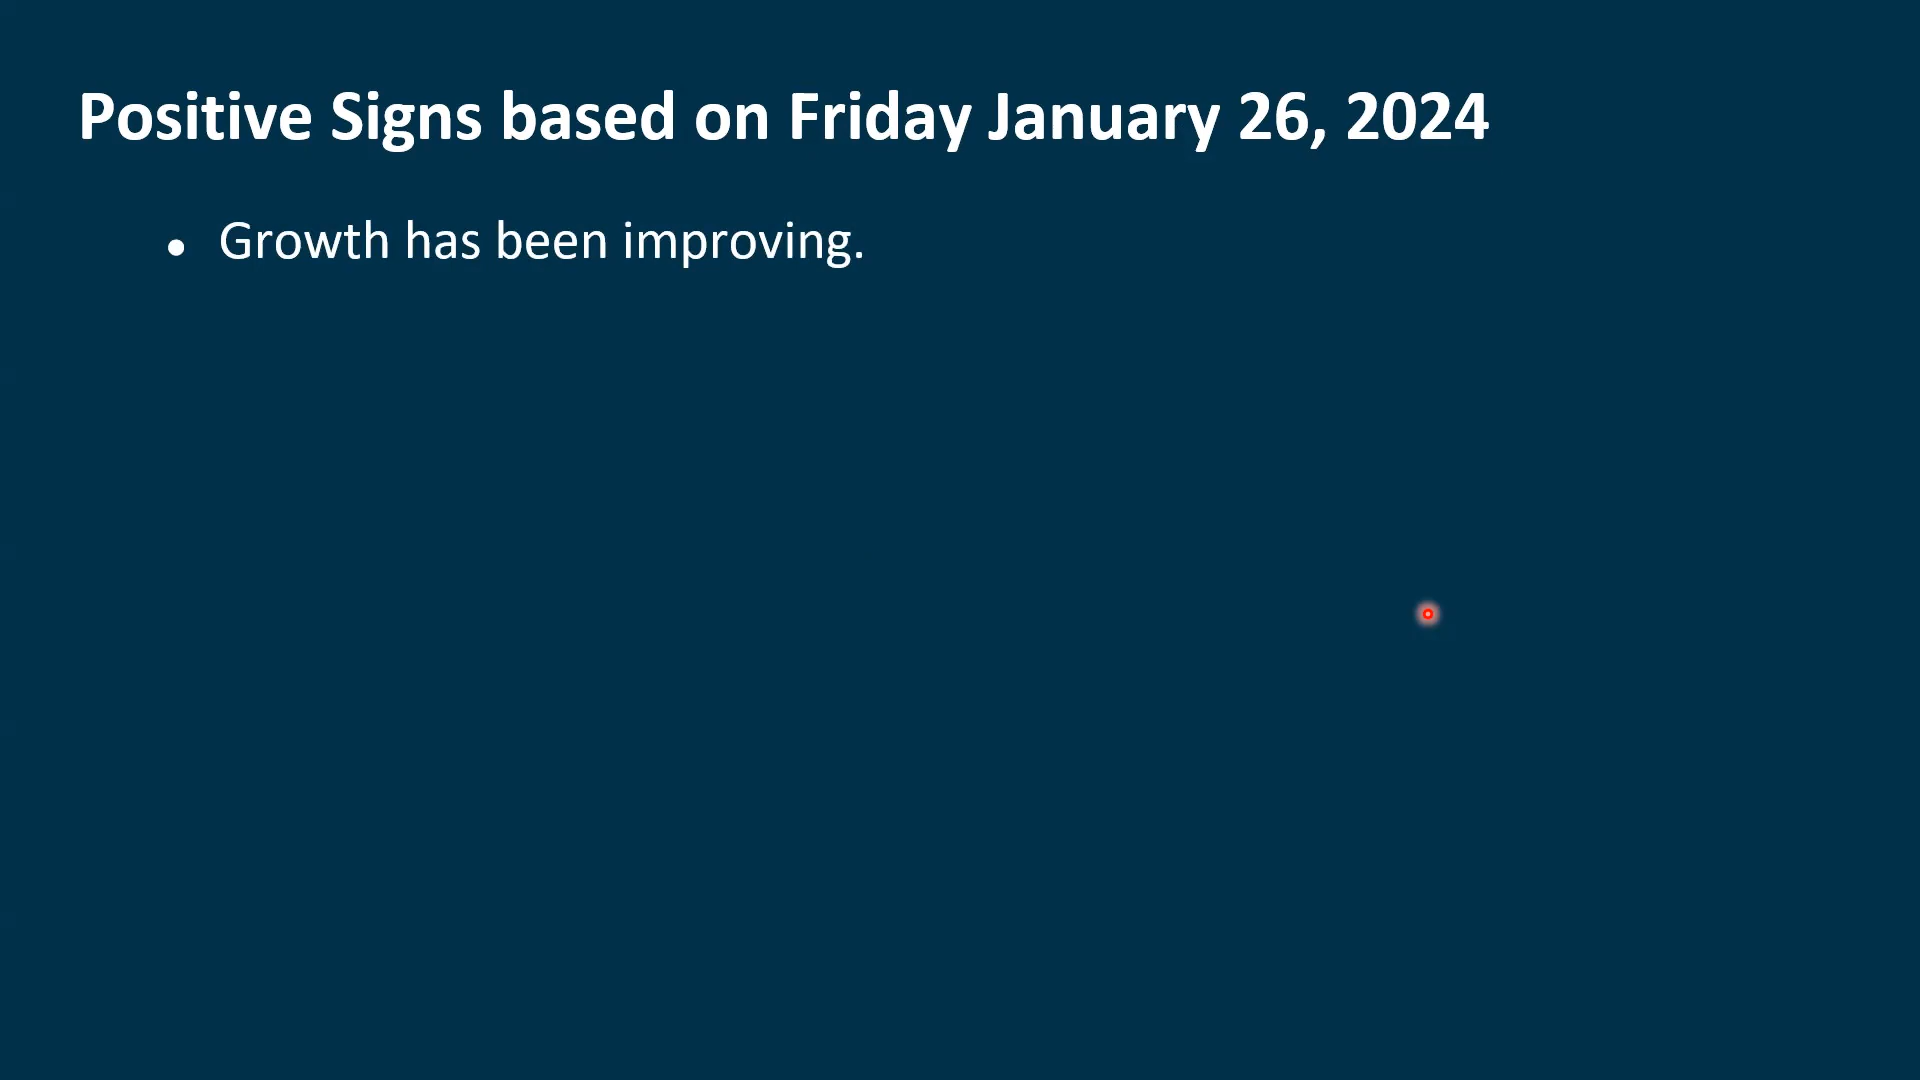 Positive Signs based on Friday January 26, 2024
• Growth has been improving.